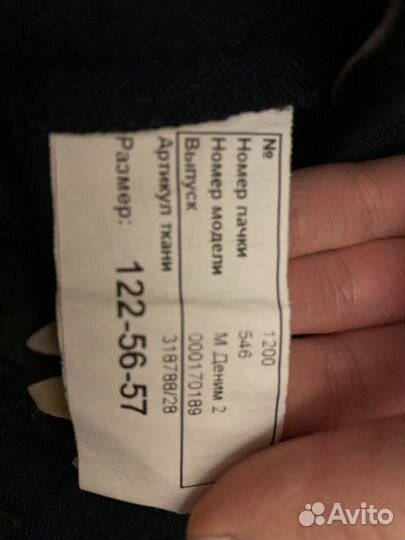 № 1200
Номер пачки 546
Номер модели М Деним 2
Выпуск 000170189
Артикул ткани 318788/28
Размер: 122-56-57
Avito